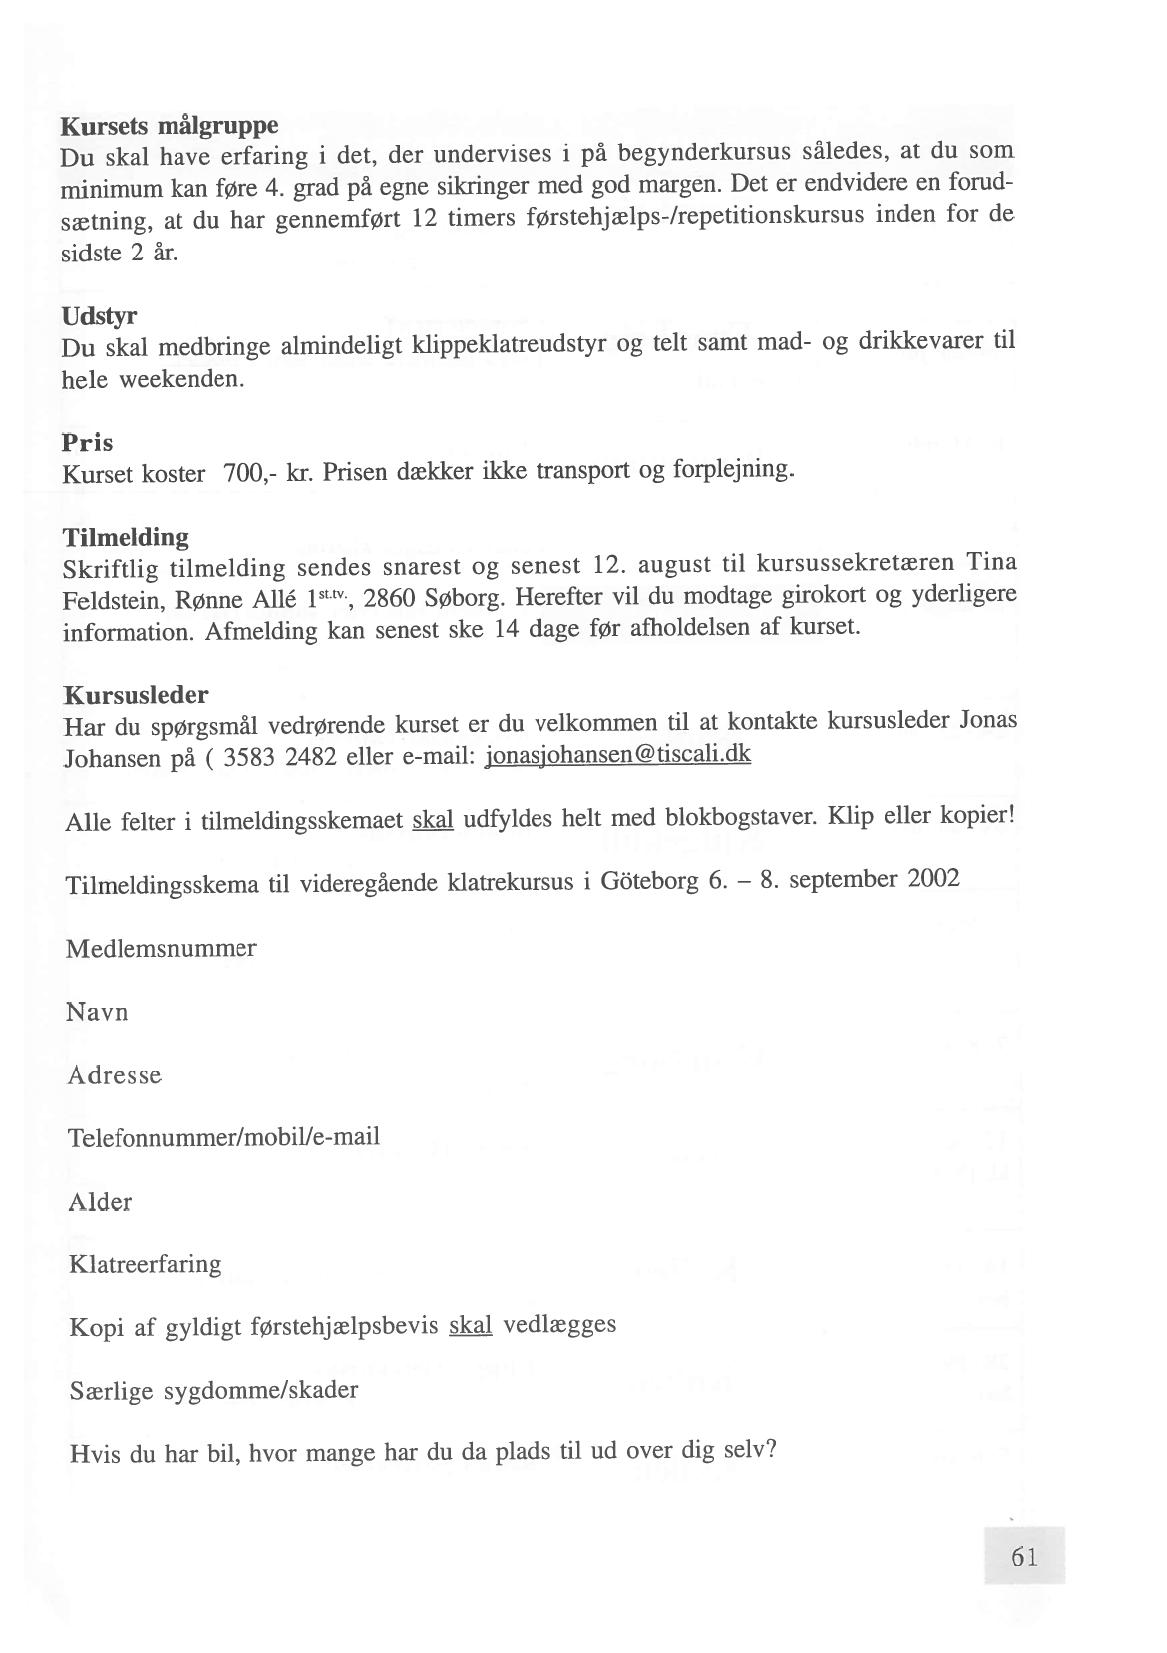 Kursets målgruppe
Du skal have erfaring i det, der undervises i på begynderkursus således, at du som
minimum kan føre 4. grad på egne sikringer med god margen. Det er endvidere en forud-
sætning, at du har gennemført 12 timers førstehjælps-/repetitionskursus inden for de
sidste 2 år.
Udstyr
Du skal medbringe almindeligt klippeklatreudstyr og telt samt mad- og drikkevarer til
hele weekenden.
Pris
Kurset koster 700,- kr. Prisen dækker ikke transport og forplejning.
Tilmelding
Skriftlig tilmelding sendes snarest og senest 12. august til kursussekretæren Tina
Feldstein, Rønne Allé 1st.tv., 2860 Søborg. Herefter vil du modtage girokort og yderligere
information. Afmelding kan senest ske 14 dage før afholdelsen af kurset.
Kursusleder
Har du spørgsmål vedrørende kurset er du velkommen til at kontakte kursusleder Jonas
Johansen på ( 3583 2482 eller e-mail: jonasjohansen@tiscali.dk
Alle felter i tilmeldingsskemaet skal udfyldes helt med blokbogstaver. Klip eller kopier!
Tilmeldingsskema til videregående klatrekursus i Göteborg 6. – 8. september 2002
Medlemsnummer
Navn
Adresse
Telefonnummer/mobil/e-mail
Alder
Klatreerfaring
Kopi af gyldigt førstehjælpsbevis skal vedlægges
Særlige sygdomme/skader
Hvis du har bil, hvor mange har du da plads til ud over dig selv?
61